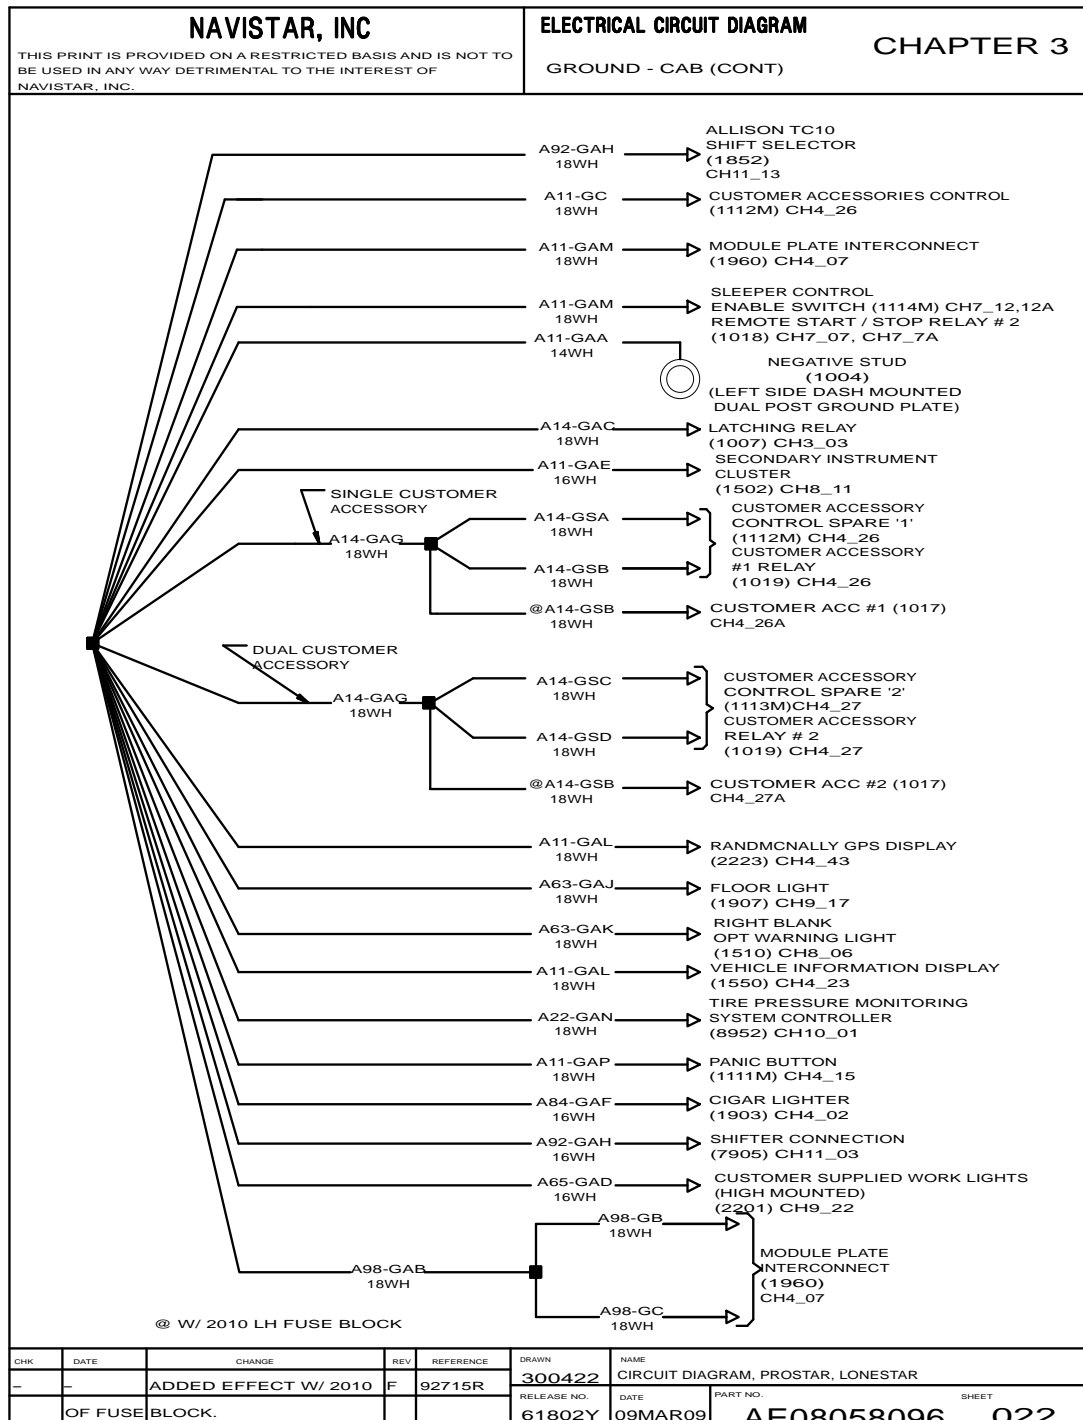 NAVISTAR, INC
THIS PRINT IS PROVIDED ON A RESTRICTED BASIS AND IS NOT TO
BE USED IN ANY WAY DETRIMENTAL TO THE INTEREST OF
NAVISTAR, INC.
ELECTRICAL CIRCUIT DIAGRAM
GROUND - CAB (CONT)
CHAPTER 3
A92-GAH
18WH
ALLISON TC10
SHIFT SELECTOR
(1852)
CH11_13
A11-GC
18WH
CUSTOMER ACCESSORIES CONTROL
(1112M) CH4_26
A11-GAM
18WH
MODULE PLATE INTERCONNECT
(1960) CH4_07
A11-GAM
18WH
SLEEPER CONTROL
ENABLE SWITCH (1114M) CH7_12,12A
REMOTE START / STOP RELAY # 2
(1018) CH7_07, CH7_7A
A11-GAA
14WH
NEGATIVE STUD
(1004)
(LEFT SIDE DASH MOUNTED
DUAL POST GROUND PLATE)
A14-GAC
18WH
LATCHING RELAY
(1007) CH3_03
A11-GAE
16WH
SECONDARY INSTRUMENT
CLUSTER
(1502) CH8_11
SINGLE CUSTOMER
ACCESSORY
A14-GAG
18WH
A14-GSA
18WH
CUSTOMER ACCESSORY
CONTROL SPARE '1'
(1112M) CH4_26
A14-GSB
18WH
CUSTOMER ACCESSORY
#1 RELAY
(1019) CH4_26
@A14-GSB
18WH
CUSTOMER ACC #1 (1017)
CH4_26A
DUAL CUSTOMER
ACCESSORY
A14-GAG
18WH
A14-GSC
18WH
CUSTOMER ACCESSORY
CONTROL SPARE '2'
(1113M)CH4_27
A14-GSD
18WH
CUSTOMER ACCESSORY
RELAY # 2
(1019) CH4_27
@A14-GSB
18WH
CUSTOMER ACC #2 (1017)
CH4_27A
A11-GAL
18WH
RANDMCNALLY GPS DISPLAY
(2223) CH4_43
A63-GAJ
18WH
FLOOR LIGHT
(1907) CH9_17
A63-GAK
18WH
RIGHT BLANK
OPT WARNING LIGHT
(1510) CH8_06
A11-GAL
18WH
VEHICLE INFORMATION DISPLAY
(1550) CH4_23
A22-GAN
18WH
TIRE PRESSURE MONITORING
SYSTEM CONTROLLER
(8952) CH10_01
A11-GAP
18WH
PANIC BUTTON
(1111M) CH4_15
A84-GAF
16WH
CIGAR LIGHTER
(1903) CH4_02
A92-GAH
16WH
SHIFTER CONNECTION
(7905) CH11_03
A65-GAD
16WH
CUSTOMER SUPPLIED WORK LIGHTS
(HIGH MOUNTED)
(2201) CH9_22
A98-GAB
18WH
A98-GB
18WH
A98-GC
18WH
MODULE PLATE
INTERCONNECT
(1960)
CH4_07
@ W/ 2010 LH FUSE BLOCK
CHK DATE CHANGE REV REFERENCE
- - ADDED EFFECT W/ 2010 F 92715R
OF FUSE BLOCK.
DRAWN
300422
NAME
CIRCUIT DIAGRAM, PROSTAR, LONESTAR
RELEASE NO.
61802Y
DATE
09MAR09
PART NO.
AE08058096
SHEET
022